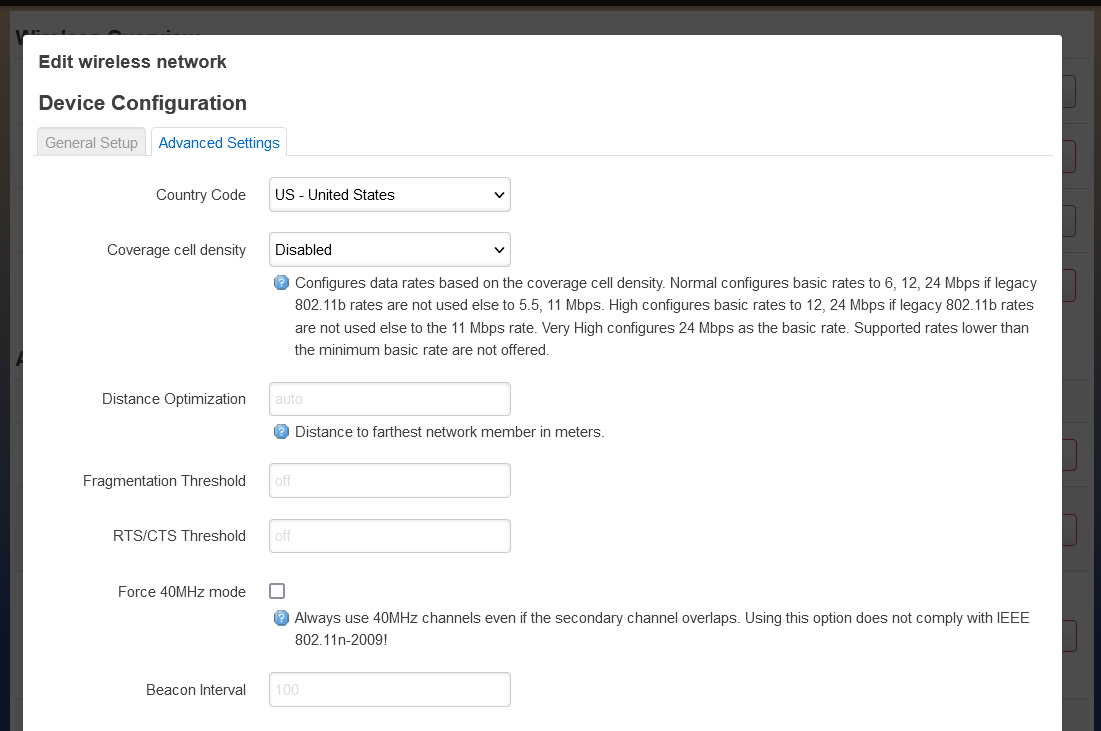 Wireless Overview
Edit wireless network
Device Configuration
General Setup
Advanced Settings
Country Code
US - United States
Coverage cell density
Disabled
Configures data rates based on the coverage cell density. Normal configures basic rates to 6, 12, 24 Mbps if legacy
802.11b rates are not used else to 5.5, 11 Mbps. High configures basic rates to 12, 24 Mbps if legacy 802.11b rates
are not used else to the 11 Mbps rate. Very High configures 24 Mbps as the basic rate. Supported rates lower than
the minimum basic rate are not offered.
Distance Optimization
auto
Distance to farthest network member in meters.
Fragmentation Threshold
off
RTS/CTS Threshold
off
Force 40MHz mode
Always use 40MHz channels even if the secondary channel overlaps. Using this option does not comply with IEEE
802.11n-2009!
Beacon Interval
100